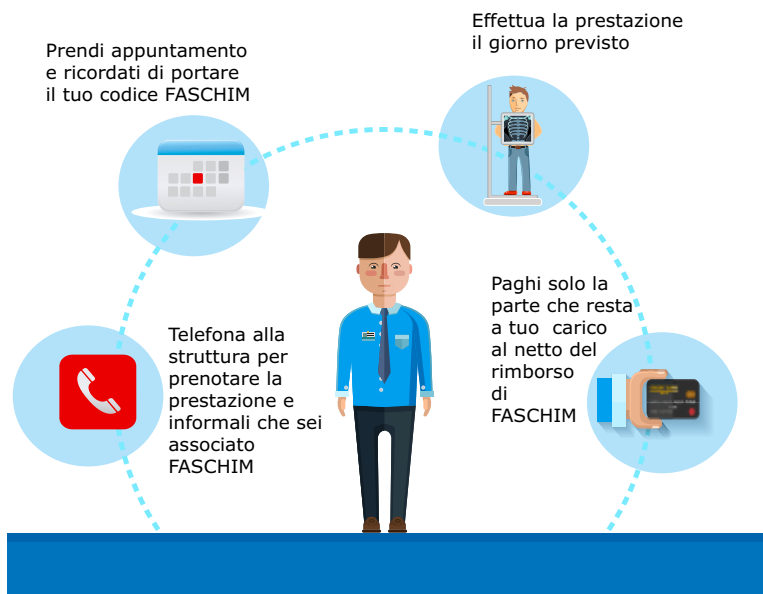 Effettua la prestazione
il giorno previsto
Prendi appuntamento
e ricordati di portare
il tuo codice FASCHIM
Telefona alla
struttura per
prenotare la
prestazione e
informali che sei
associato
FASCHIM
Paghi solo la
parte che resta
a tuo  carico
al netto del
rimborso
di
FASCHIM